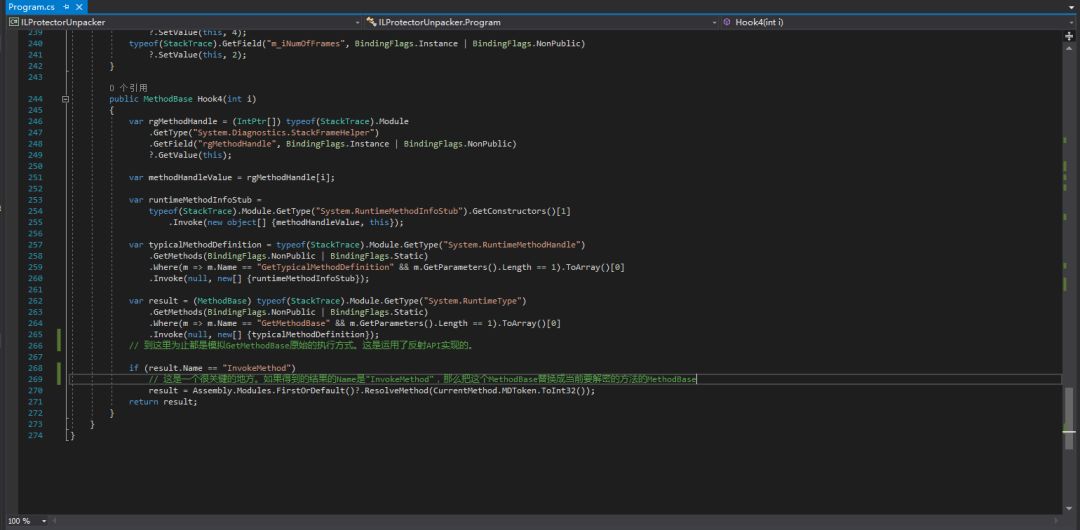 Program.cs
ILProtectorUnpacker
ILProtectorUnpacker.Program
Hook4(int i)
239 ?.SetValue(this, 4);
240 typeof(StackTrace).GetField("m_iNumOfFrames", BindingFlags.Instance | BindingFlags.NonPublic)
241 ?.SetValue(this, 2);
242 }
243
0 个引用
244 public MethodBase Hook4(int i)
245 {
246 var rgMethodHandle = (IntPtr[]) typeof(StackTrace).Module
247 .GetType("System.Diagnostics.StackFrameHelper")
248 .GetField("rgMethodHandle", BindingFlags.Instance | BindingFlags.NonPublic)
249 ?.GetValue(this);
250
251 var methodHandleValue = rgMethodHandle[i];
252
253 var runtimeMethodInfoStub =
254 typeof(StackTrace).Module.GetType("System.RuntimeMethodInfoStub").GetConstructors()[1]
255 .Invoke(new object[] {methodHandleValue, this});
256
257 var typicalMethodDefinition = typeof(StackTrace).Module.GetType("System.RuntimeMethodHandle")
258 .GetMethods(BindingFlags.NonPublic | BindingFlags.Static)
259 .Where(m => m.Name == "GetTypicalMethodDefinition" && m.GetParameters().Length == 1).ToArray()[0]
260 .Invoke(null, new[] {runtimeMethodInfoStub});
261
262 var result = (MethodBase) typeof(StackTrace).Module.GetType("System.RuntimeType")
263 .GetMethods(BindingFlags.NonPublic | BindingFlags.Static)
264 .Where(m => m.Name == "GetMethodBase" && m.GetParameters().Length == 1).ToArray()[0]
265 .Invoke(null, new[] {typicalMethodDefinition});
266 // 到这里为止都是模拟GetMethodBase原始的执行方式。这是运用了反射API实现的。
267
268 if (result.Name == "InvokeMethod")
269 // 这是一个很关键的地方。如果得到的结果的Name是"InvokeMethod"，那么把这个MethodBase替换成当前要解密的方法的MethodBase
270 result = Assembly.Modules.FirstOrDefault()?.ResolveMethod(CurrentMethod.MDToken.ToInt32());
271 return result;
272 }
273 }
274 }
100 %